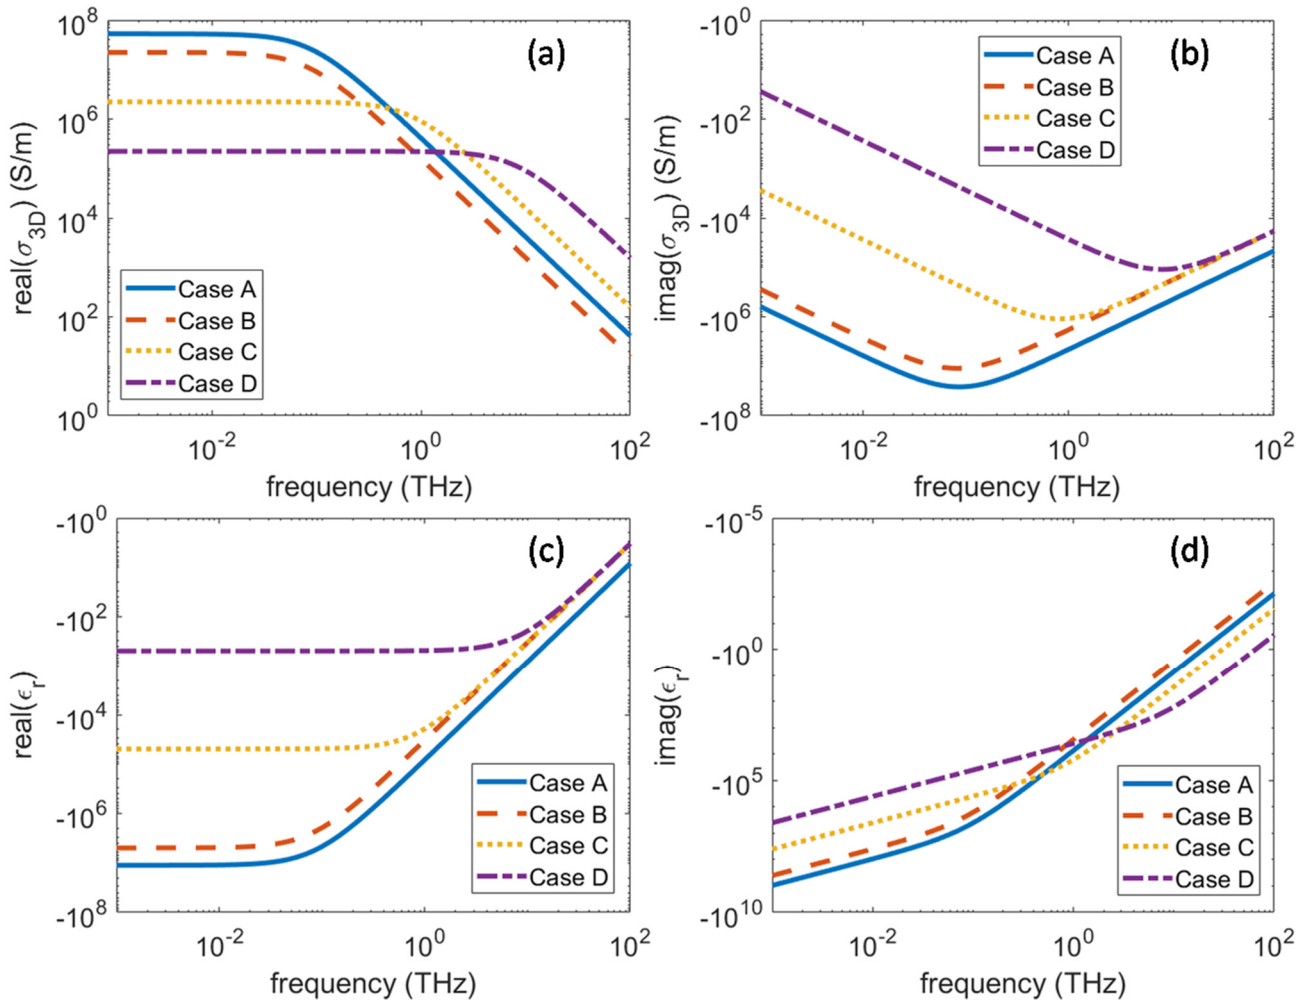 (a)
10^8
10^6
10^4
10^2
10^0
real(σ_3D) (S/m)
Case A
Case B
Case C
Case D
10^-2
10^0
10^2
frequency (THz)
(b)
-10^0
-10^2
-10^4
-10^6
-10^8
imag(σ_3D) (S/m)
Case A
Case B
Case C
Case D
10^-2
10^0
10^2
frequency (THz)
(c)
-10^0
-10^2
-10^4
-10^6
-10^8
real(ϵ_r)
Case A
Case B
Case C
Case D
10^-2
10^0
10^2
frequency (THz)
(d)
-10^-5
-10^0
-10^5
-10^10
imag(ϵ_r)
Case A
Case B
Case C
Case D
10^-2
10^0
10^2
frequency (THz)